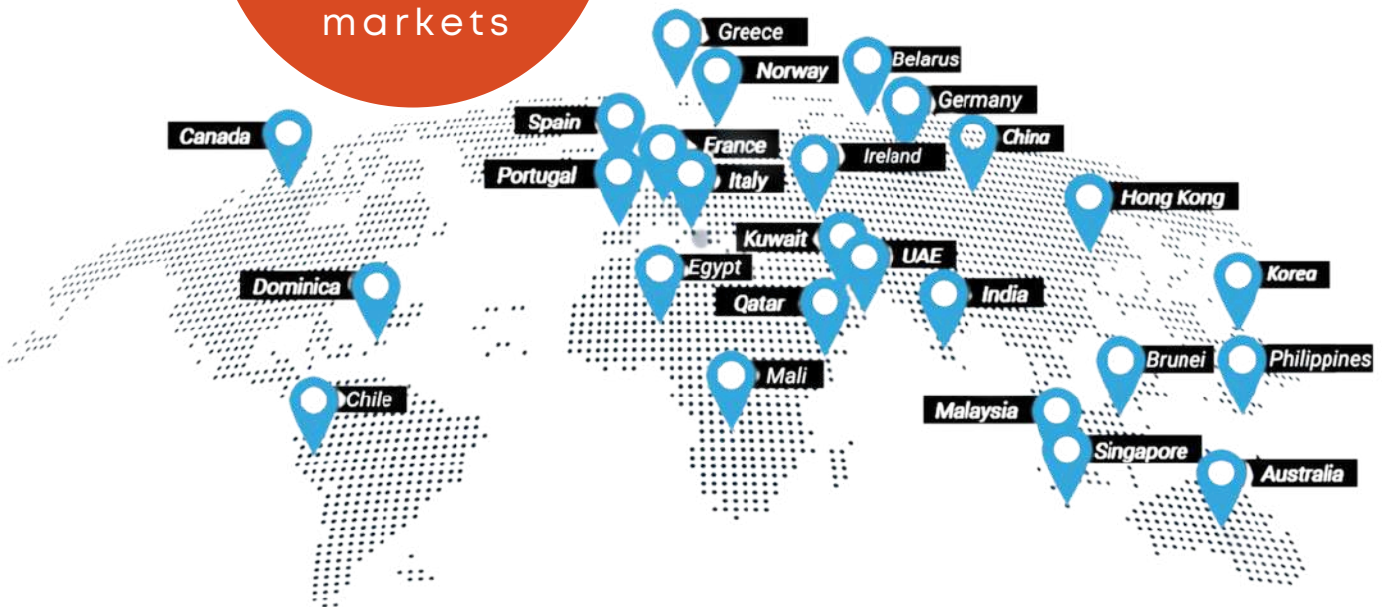 markets
Greece
Norway
Belarus
Germany
Canada
Spain
France
Ireland
China
Portugal
Italy
Hong Kong
Kuwait
UAE
Egypt
Korea
Dominica
Qatar
India
Mali
Brunei
Philippines
Chile
Malaysia
Singapore
Australia